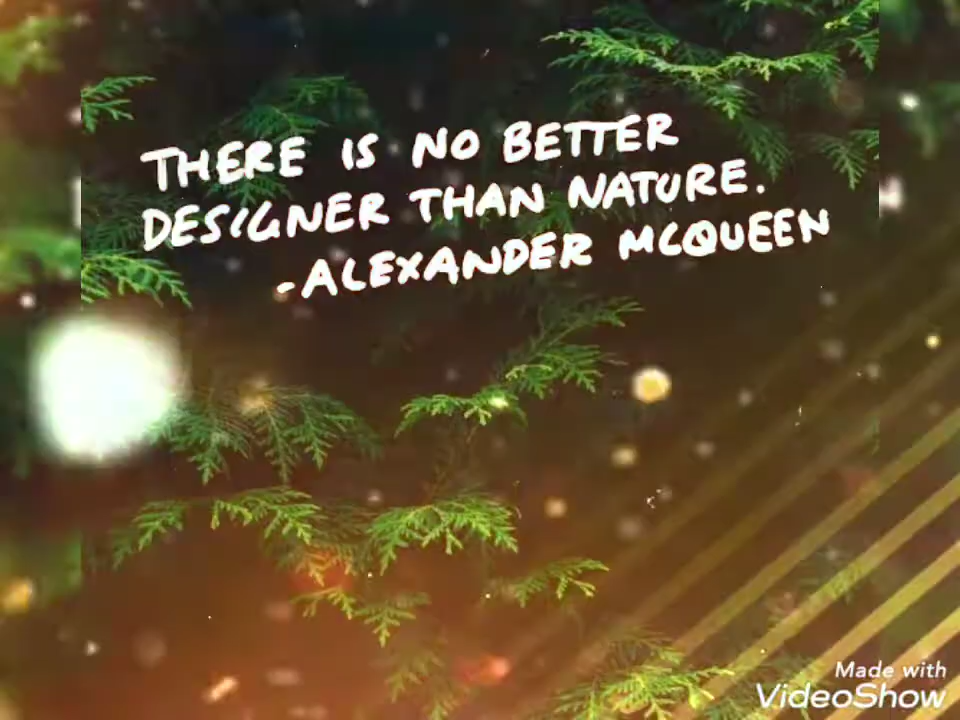 THERE IS NO BETTER
DESIGNER THAN NATURE.
-ALEXANDER MCQUEEN
Made with
VideoShow